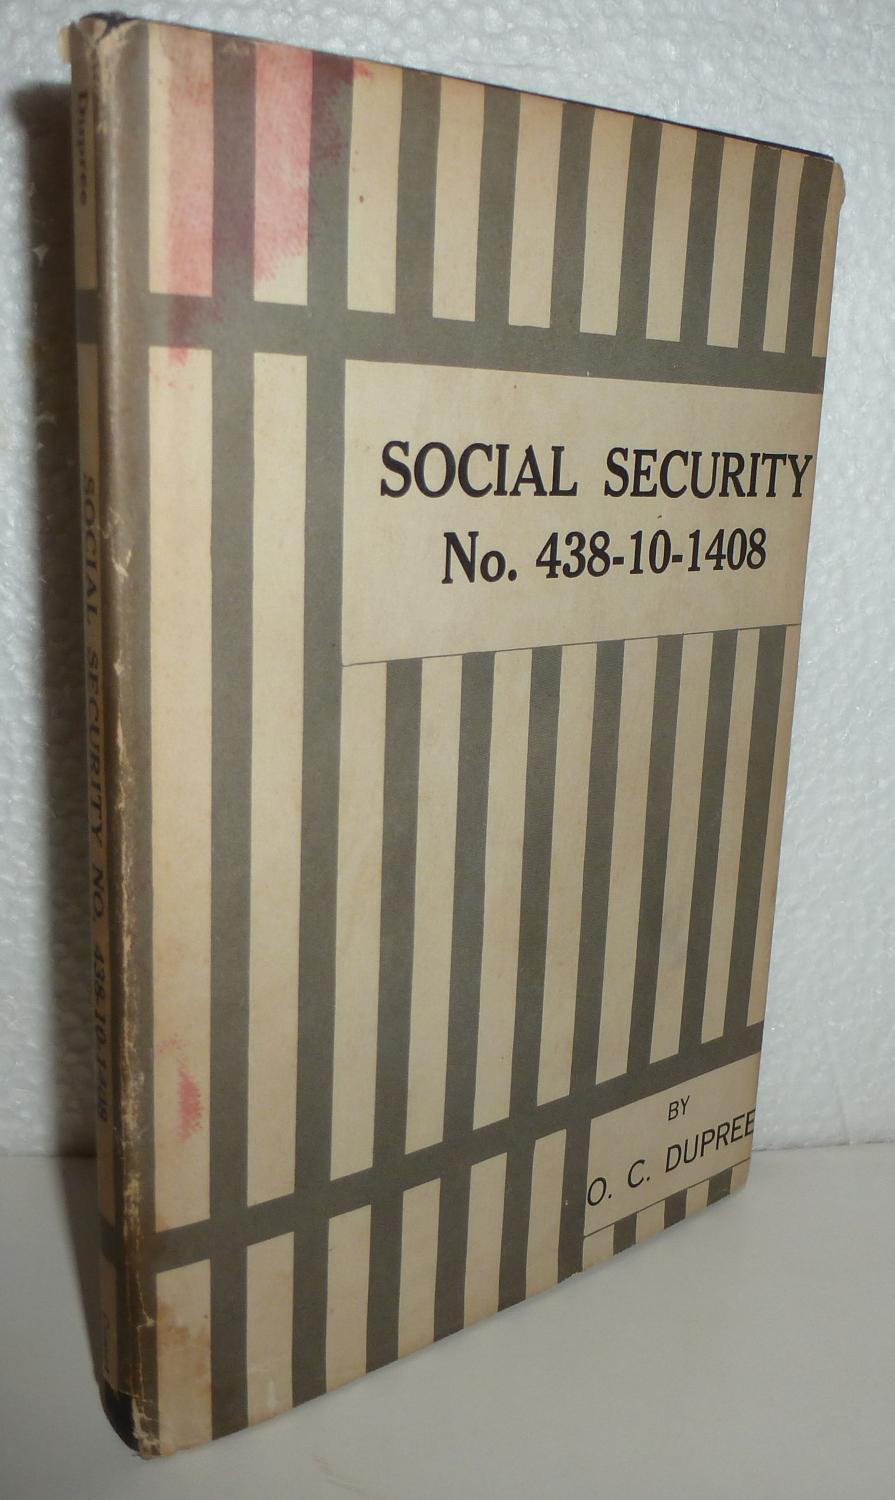 SOCIAL SECURITY
No. 438-10-1408
BY
O. C. DUPREE
Dupree
SOCIAL SECURITY NO. 438-10-1408